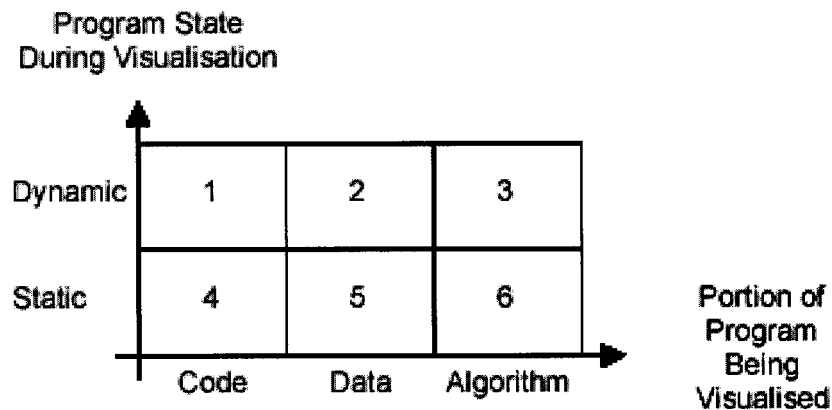 Program State
During Visualisation
Dynamic 1 2 3
Static 4 5 6
Code Data Algorithm
Portion of
Program
Being
Visualised